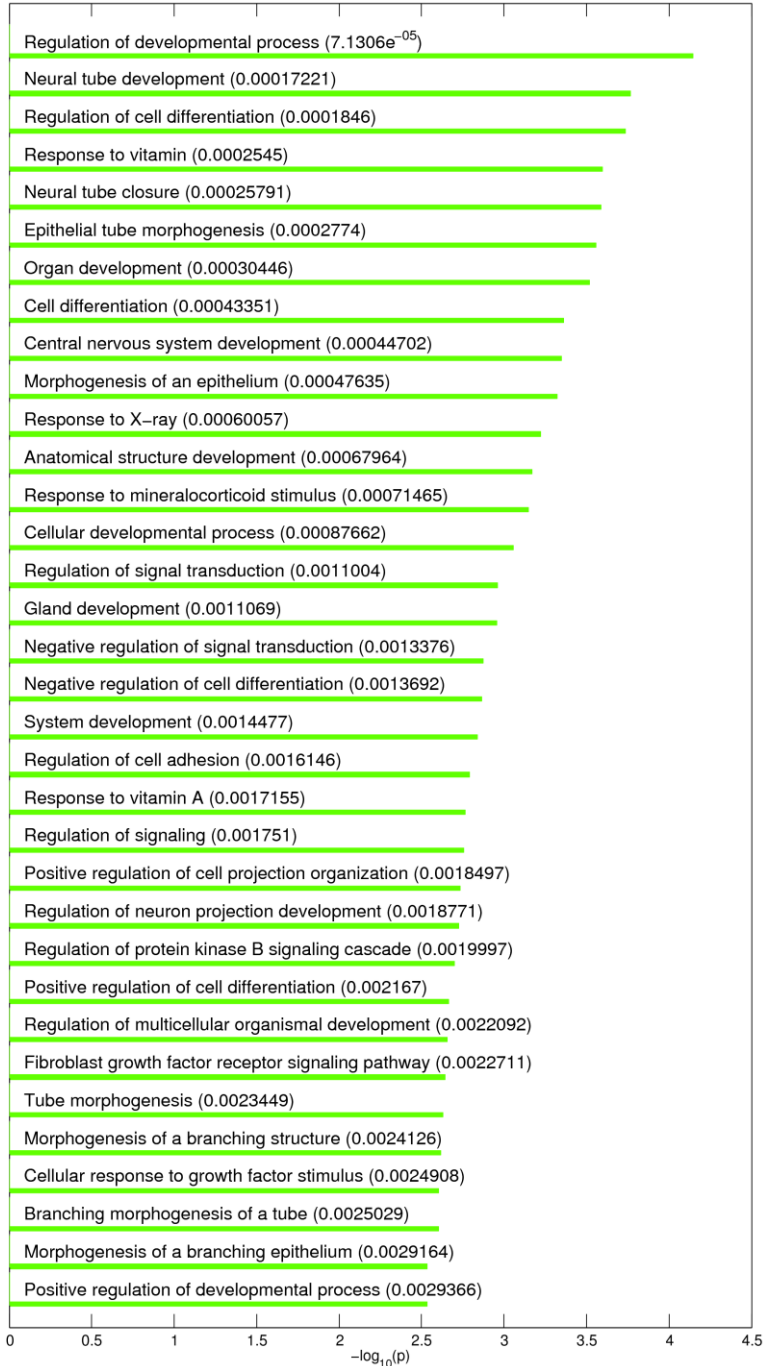 Regulation of developmental process (7.1306e−05)
Neural tube development (0.00017221)
Regulation of cell differentiation (0.0001846)
Response to vitamin (0.0002545)
Neural tube closure (0.00025791)
Epithelial tube morphogenesis (0.0002774)
Organ development (0.00030446)
Cell differentiation (0.00043351)
Central nervous system development (0.00044702)
Morphogenesis of an epithelium (0.00047635)
Response to X−ray (0.00060057)
Anatomical structure development (0.00067964)
Response to mineralocorticoid stimulus (0.00071465)
Cellular developmental process (0.00087662)
Regulation of signal transduction (0.0011004)
Gland development (0.0011069)
Negative regulation of signal transduction (0.0013376)
Negative regulation of cell differentiation (0.0013692)
System development (0.0014477)
Regulation of cell adhesion (0.0016146)
Response to vitamin A (0.0017155)
Regulation of signaling (0.001751)
Positive regulation of cell projection organization (0.0018497)
Regulation of neuron projection development (0.0018771)
Regulation of protein kinase B signaling cascade (0.0019997)
Positive regulation of cell differentiation (0.002167)
Regulation of multicellular organismal development (0.0022092)
Fibroblast growth factor receptor signaling pathway (0.0022711)
Tube morphogenesis (0.0023449)
Morphogenesis of a branching structure (0.0024126)
Cellular response to growth factor stimulus (0.0024908)
Branching morphogenesis of a tube (0.0025029)
Morphogenesis of a branching epithelium (0.0029164)
Positive regulation of developmental process (0.0029366)
0 0.5 1 1.5 2 2.5 3 3.5 4 4.5
−log10(p)